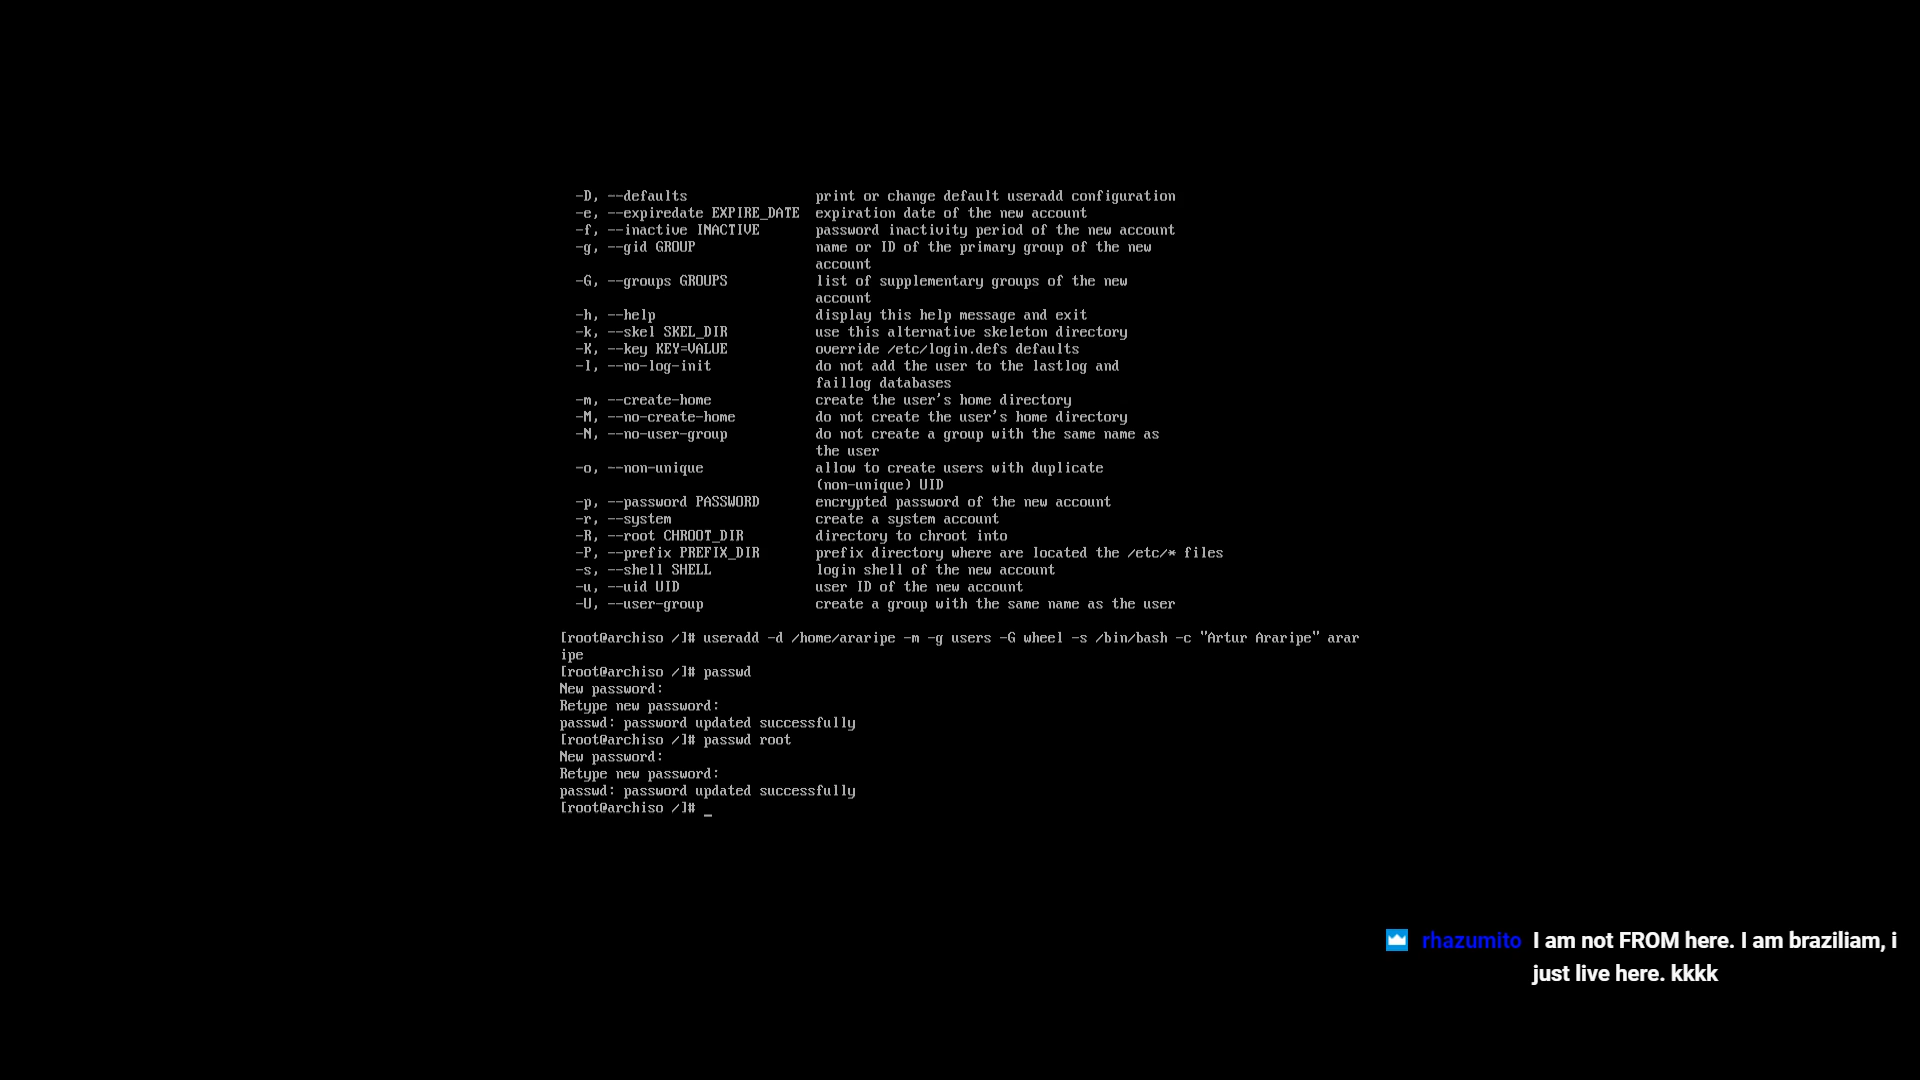 -D, --defaults                print or change default useradd configuration
-e, --expiredate EXPIRE_DATE  expiration date of the new account
-f, --inactive INACTIVE       password inactivity period of the new account
-g, --gid GROUP               name or ID of the primary group of the new
account
-G, --groups GROUPS           list of supplementary groups of the new
account
-h, --help                    display this help message and exit
-k, --skel SKEL_DIR           use this alternative skeleton directory
-K, --key KEY=VALUE           override /etc/login.defs defaults
-l, --no-log-init             do not add the user to the lastlog and
faillog databases
-m, --create-home             create the user's home directory
-M, --no-create-home          do not create the user's home directory
-N, --no-user-group           do not create a group with the same name as
the user
-o, --non-unique              allow to create users with duplicate
(non-unique) UID
-p, --password PASSWORD       encrypted password of the new account
-r, --system                  create a system account
-R, --root CHROOT_DIR         directory to chroot into
-P, --prefix PREFIX_DIR       prefix directory where are located the /etc/* files
-s, --shell SHELL             login shell of the new account
-u, --uid UID                 user ID of the new account
-U, --user-group              create a group with the same name as the user
[root@archiso /]# useradd -d /home/araripe -m -g users -G wheel -s /bin/bash -c "Artur Araripe" arar
ipe
[root@archiso /]# passwd
New password:
Retype new password:
passwd: password updated successfully
[root@archiso /]# passwd root
New password:
Retype new password:
passwd: password updated successfully
[root@archiso /]# _
rhazumito I am not FROM here. I am braziliam, i
just live here. kkkk